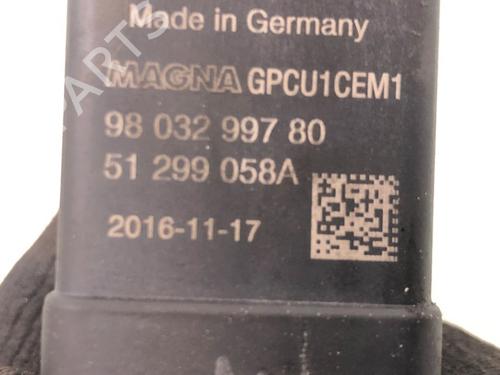 Made in Germany
MAGNA GPCU1CEM1
98 032 997 80
51 299 058A
2016-11-17